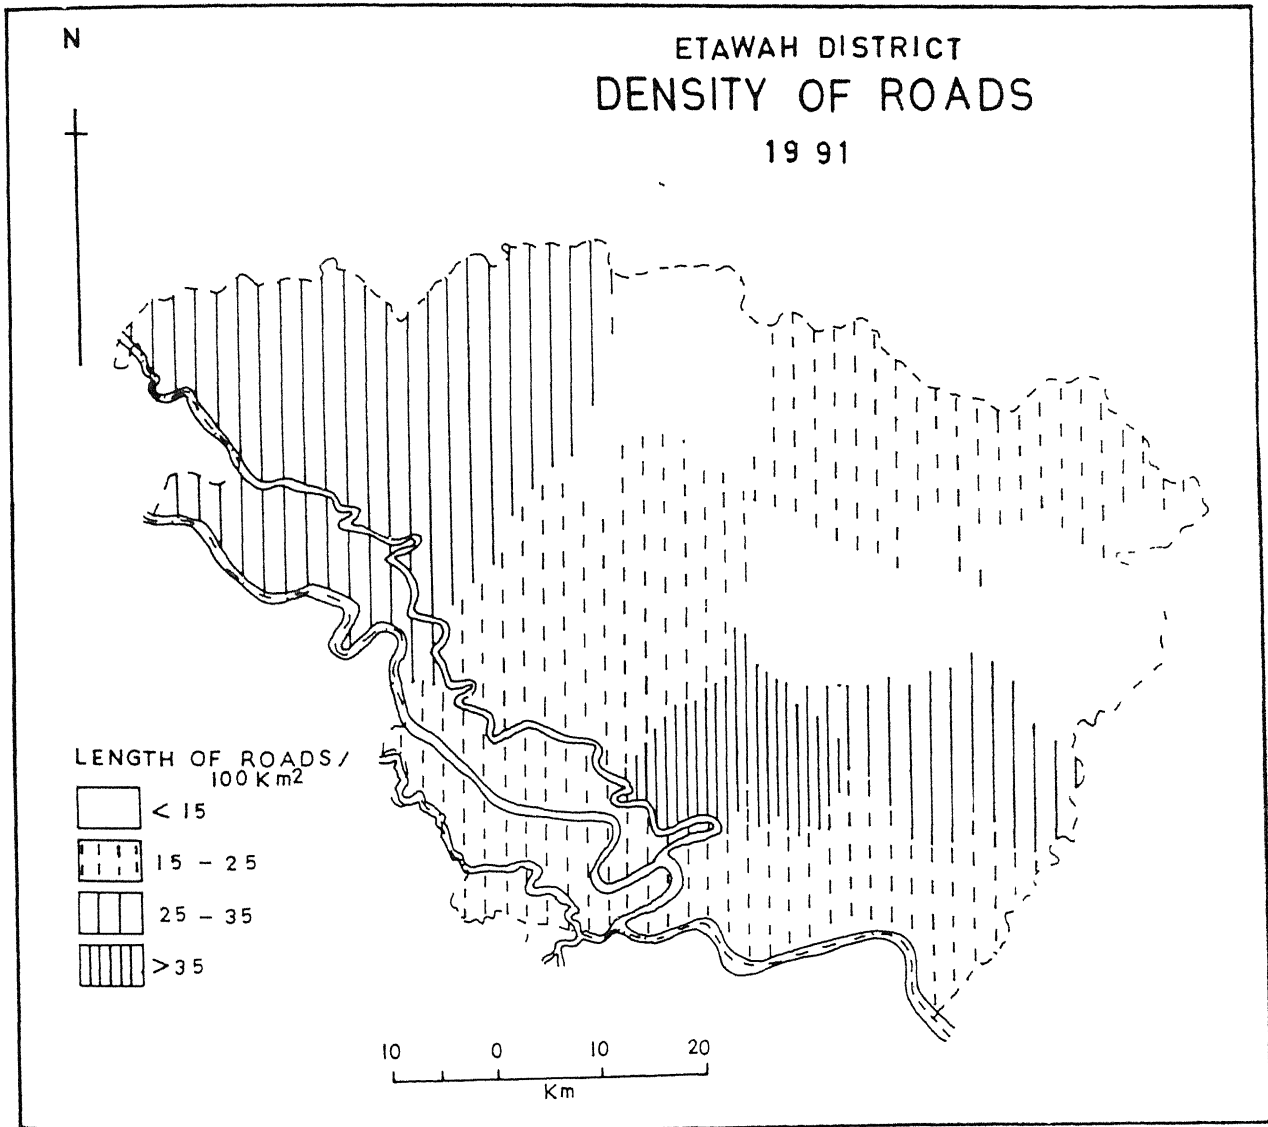 N
ETAWAH DISTRICT
DENSITY OF ROADS
1991
LENGTH OF ROADS/
100 Km2
< 15
15 - 25
25 - 35
>35
10 0 10 20
Km